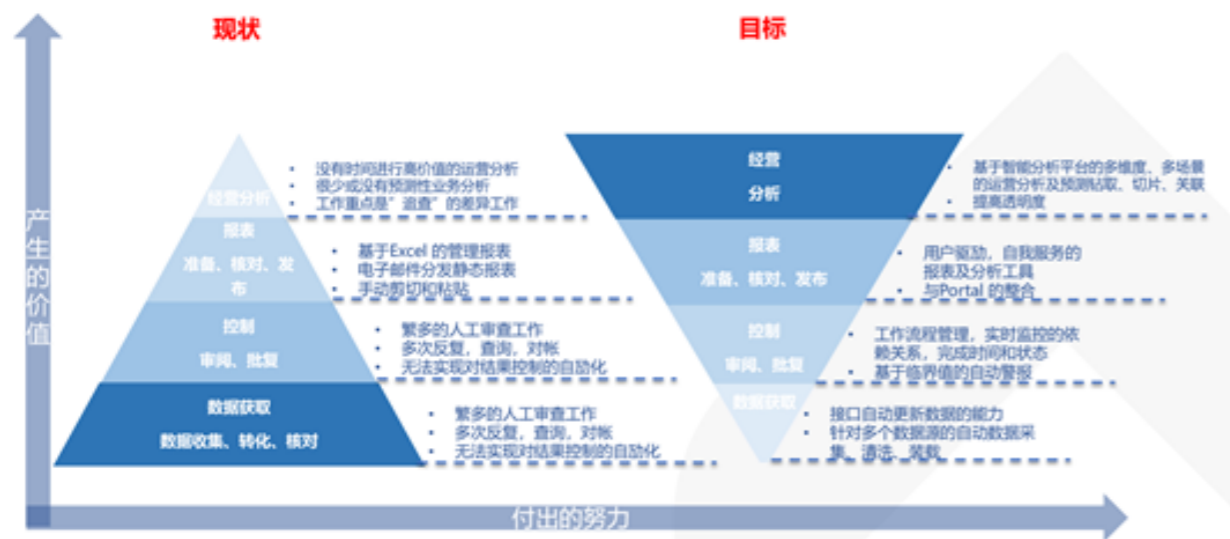 现状
目标
产生的价值
经营分析
• 没有时间进行高价值的运营分析
• 很少或没有预测性业务分析
• 工作重点是”追查”的差异工作
报表
准备、核对、发
布
• 基于Excel 的管理报表
• 电子邮件分发静态报表
• 手动剪切和粘贴
控制
审阅、批复
• 繁多的人工审查工作
• 多次反复，查询，对帐
• 无法实现对结果控制的自动化
数据获取
数据收集、转化、核对
• 繁多的人工审查工作
• 多次反复，查询，对帐
• 无法实现对结果控制的自动化
经营
分析
• 基于智能分析平台的多维度、多场景
的运营分析及预测钻取、切片、关联
• 提高透明度
报表
准备、核对、发布
• 用户驱动，自我服务的
报表及分析工具
• 与Portal 的整合
控制
审阅、批复
• 工作流程管理，实时监控的依
赖关系，完成时间和状态
• 基于临界值的自动警报
数据获取
• 接口自动更新数据的能力
• 针对多个数据源的自动数据采
集、清洗、装载
付出的努力